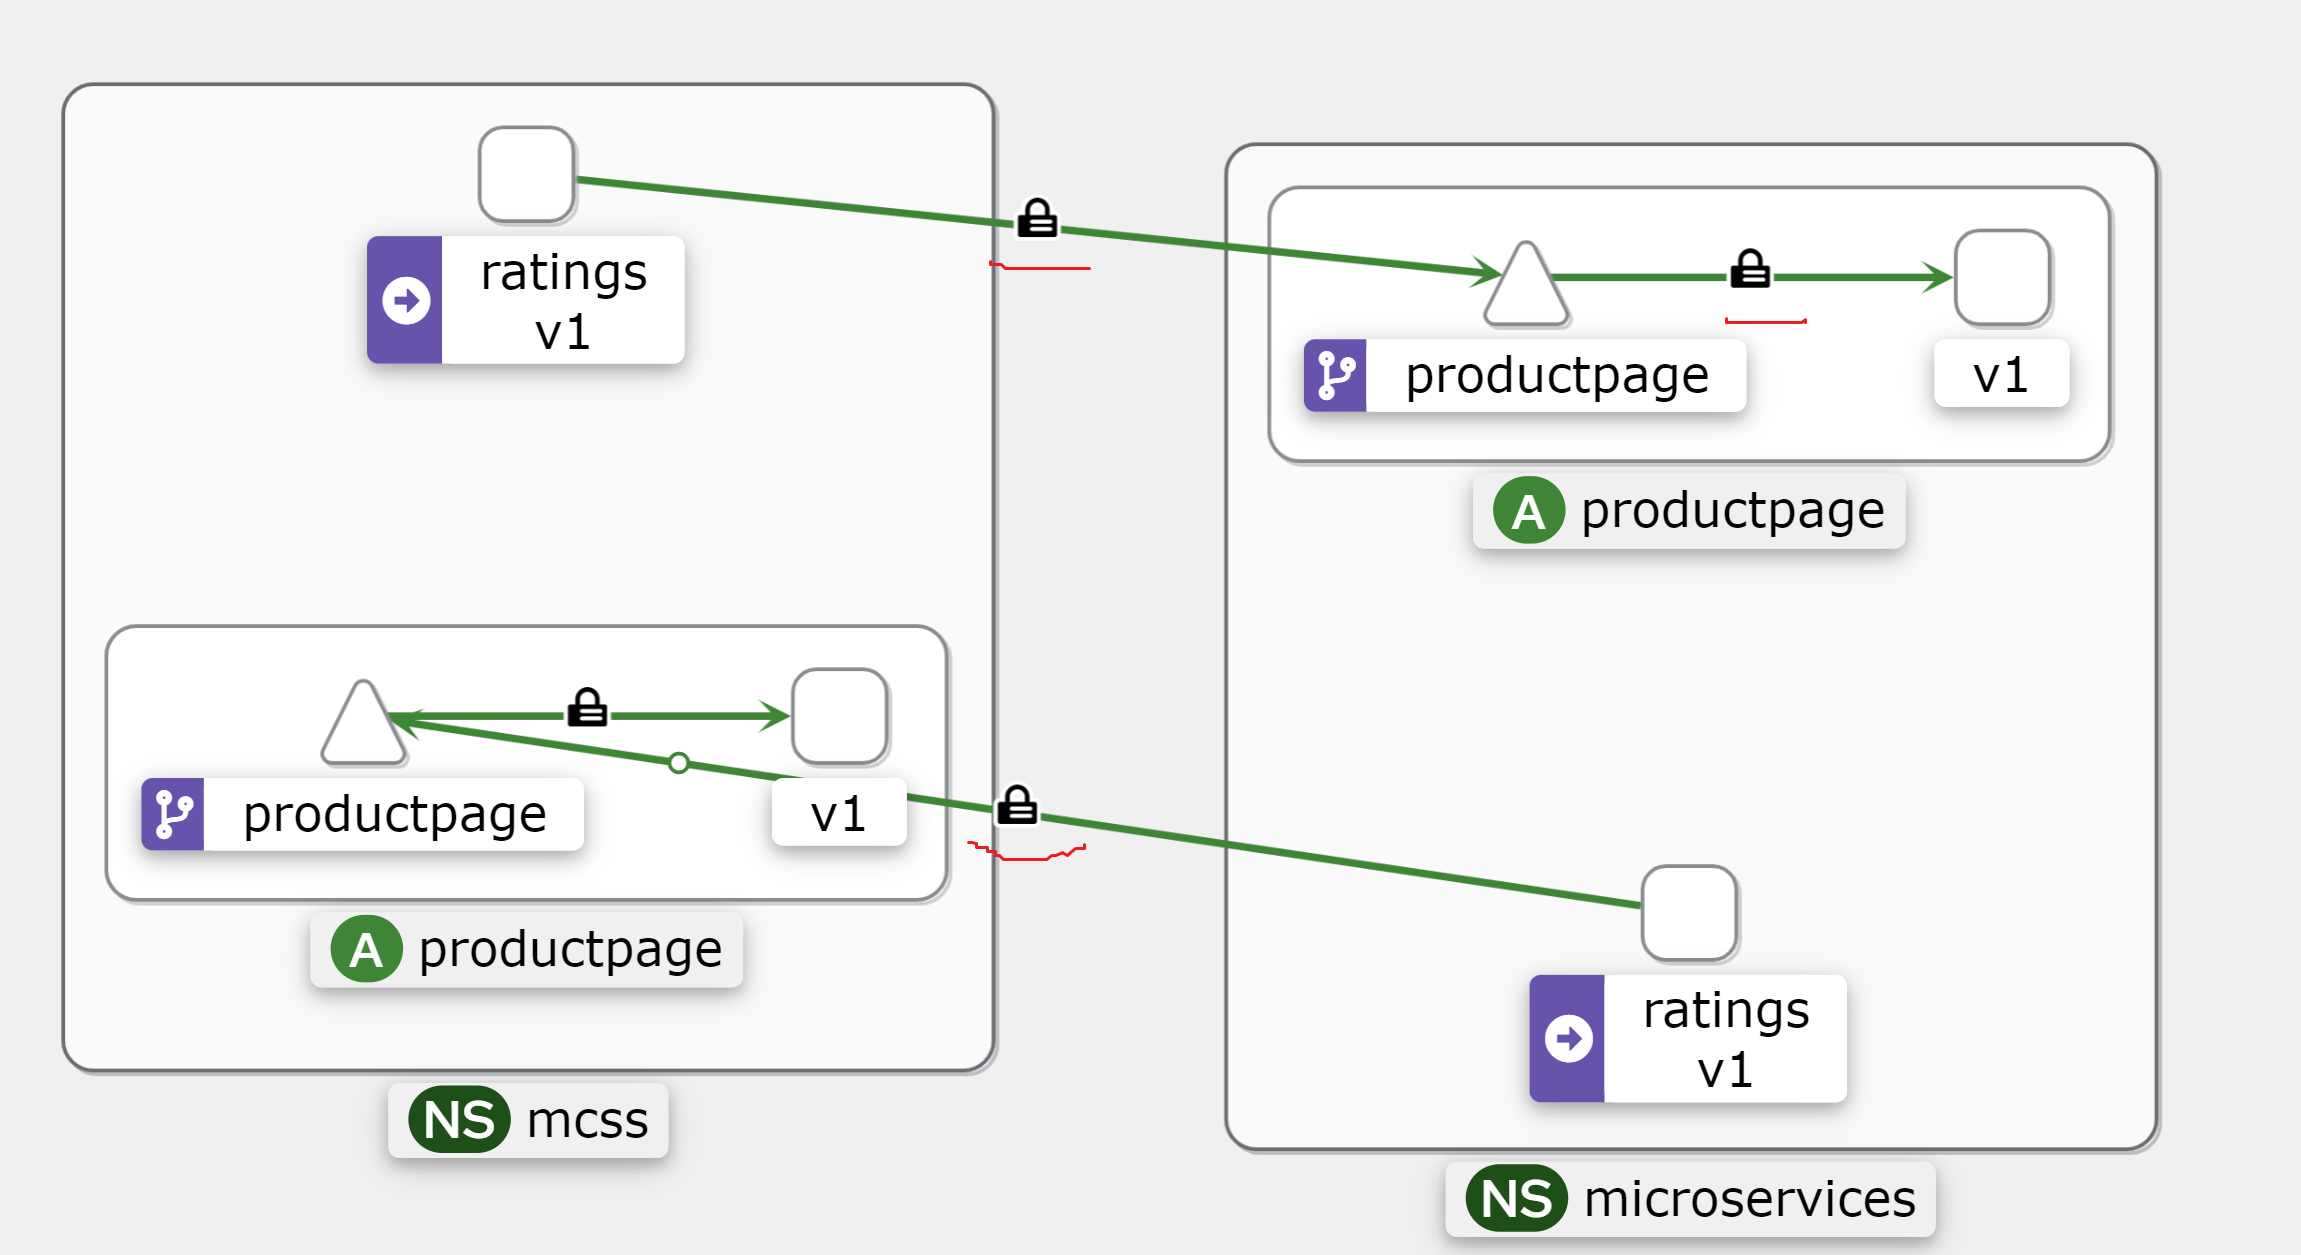 ratings
v1
productpage
v1
A productpage
productpage
v1
A productpage
ratings
v1
NS mcss
NS microservices